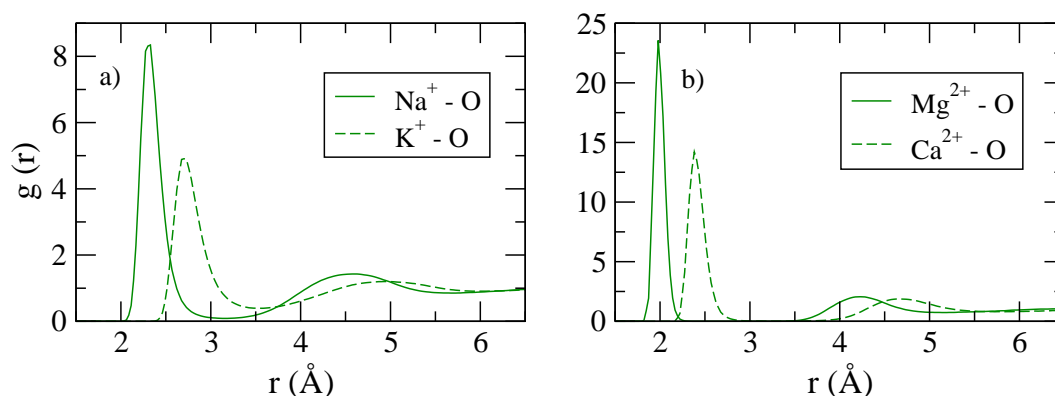 a)
Na⁺ - O
K⁺ - O
g (r)
8
6
4
2
0
2 3 4 5 6
r (Å)
b)
Mg²⁺ - O
Ca²⁺ - O
25
20
15
10
5
0
2 3 4 5 6
r (Å)